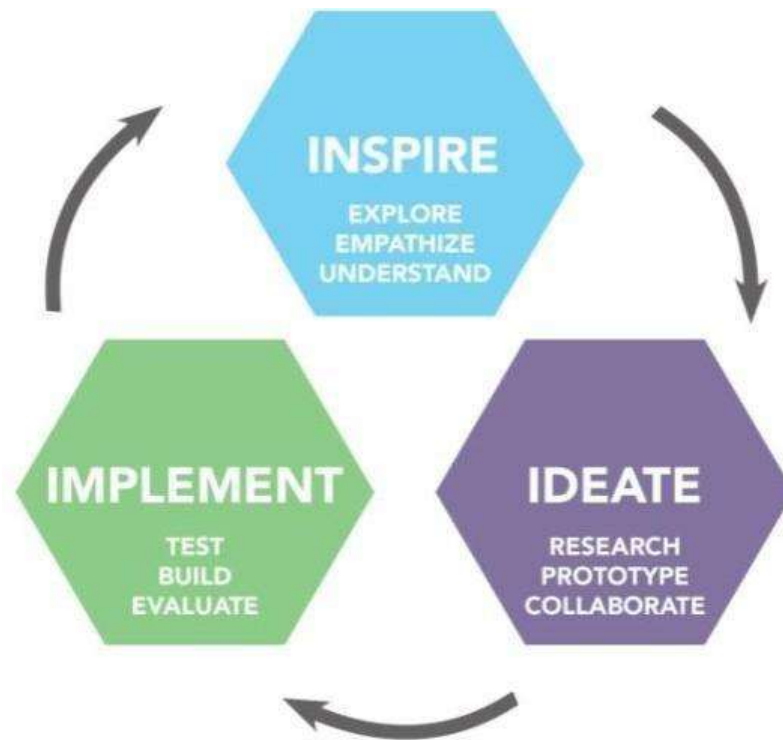 INSPIRE
EXPLORE
EMPATHIZE
UNDERSTAND
IDEATE
RESEARCH
PROTOTYPE
COLLABORATE
IMPLEMENT
TEST
BUILD
EVALUATE